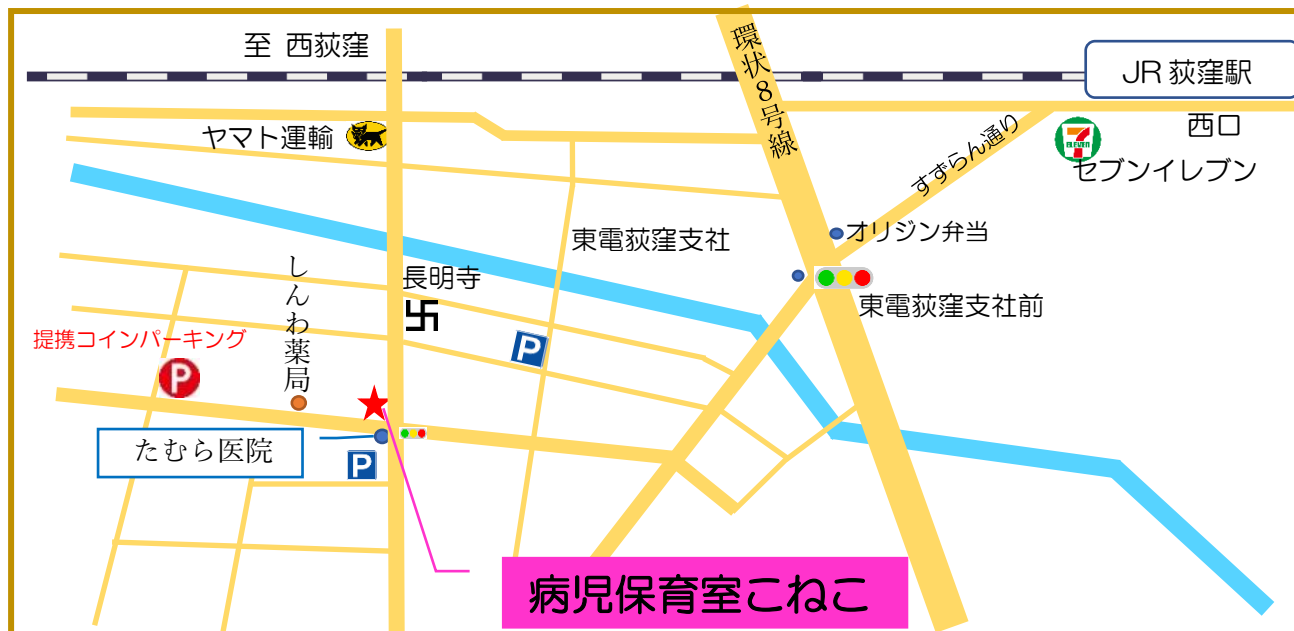 至 西荻窪
環状8号線
JR 荻窪駅
西口
ヤマト運輸
すずらん通り
7
ELEVEN
セブンイレブン
東電荻窪支社
オリジン弁当
長明寺
卐
東電荻窪支社前
しんわ薬局
提携コインパーキング
P
P
たむら医院
P
病児保育室こねこ